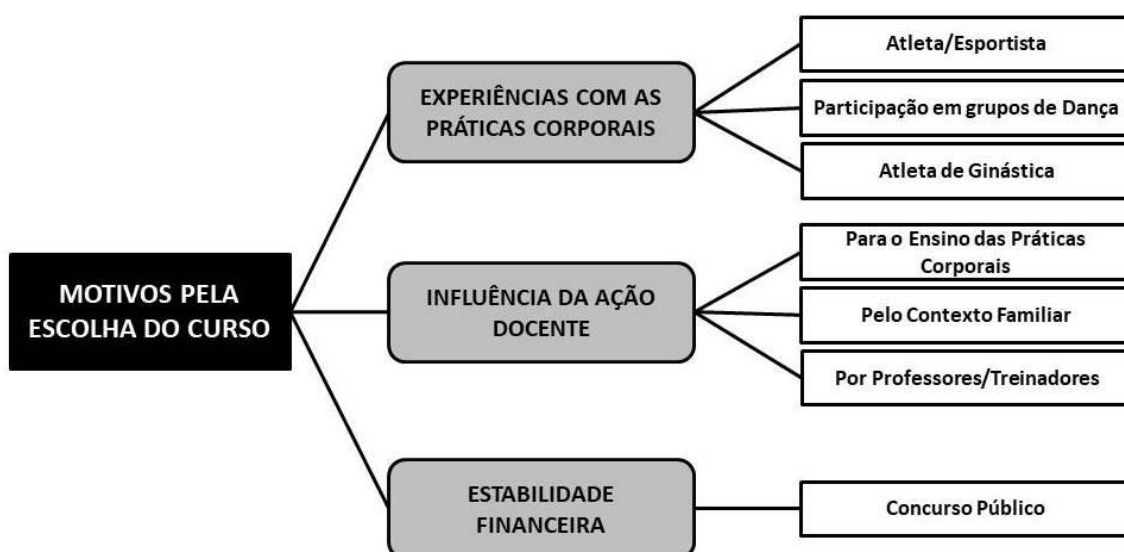 MOTIVOS PELA
ESCOLHA DO CURSO
EXPERIÊNCIAS COM AS
PRÁTICAS CORPORAIS
Atleta/Esportista
Participação em grupos de Dança
Atleta de Ginástica
INFLUÊNCIA DA AÇÃO
DOCENTE
Para o Ensino das Práticas
Corporais
Pelo Contexto Familiar
Por Professores/Treinadores
ESTABILIDADE
FINANCEIRA
Concurso Público